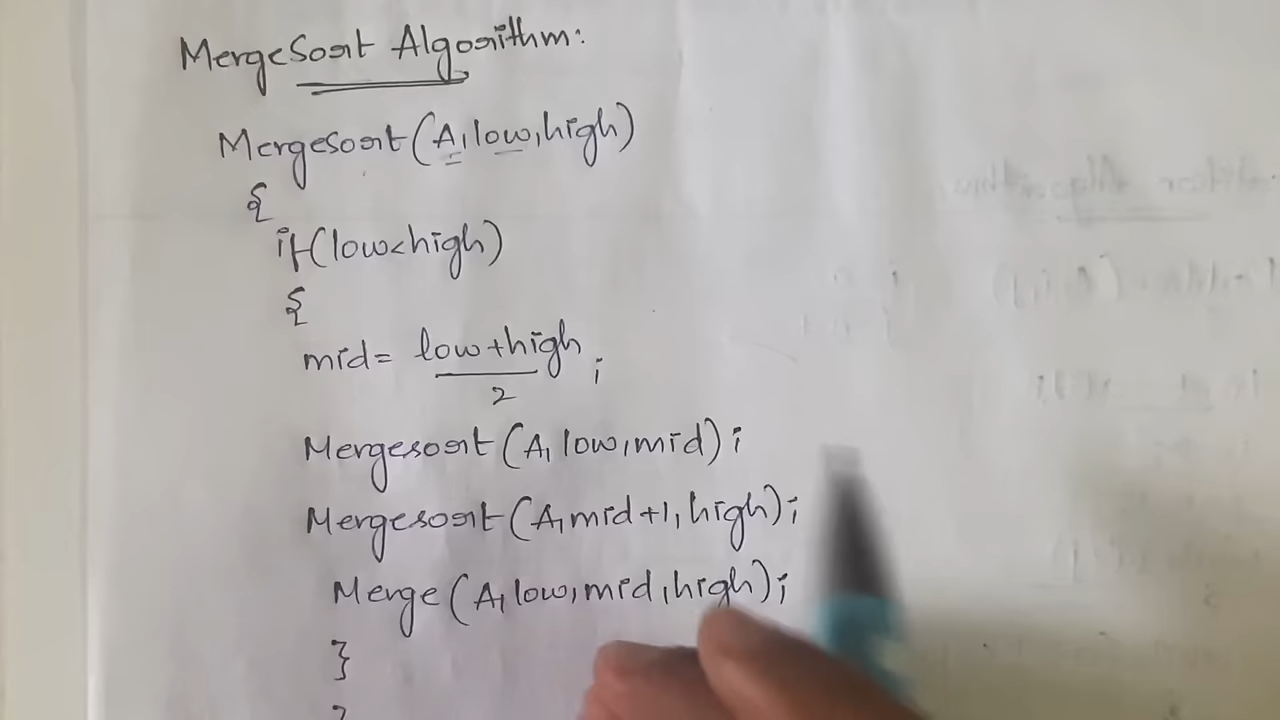 MergeSort Algorithm:
Mergesort(A,low,high)
{
if(low<high)
{
mid= low+high
2 ;
Mergesort(A,low,mid);
Mergesort(A,mid+1,high);
Merge(A,low,mid,high);
}
}